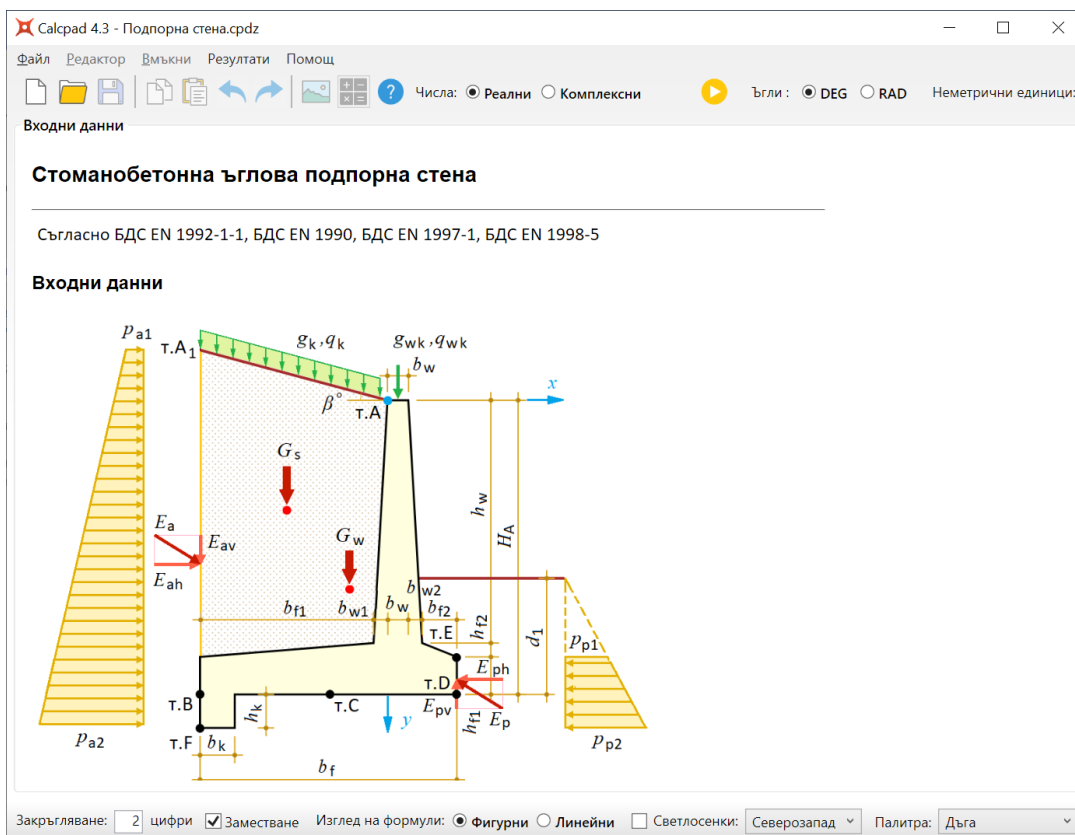 Calcpad 4.3 - Подпорна стена.cpdz
Файл Редактор Вмъкни Резултати Помощ
Числа: Реални Комплексни Ъгли : DEG RAD Неметрични единици:
Входни данни
Стоманобетонна ъглова подпорна стена
Съгласно БДС EN 1992-1-1, БДС EN 1990, БДС EN 1997-1, БДС EN 1998-5
Входни данни
pa1
т.A1
gk,qk
gwk,qwk
bw
β°
т.A
x
Gs
hw
HA
Ea
Eav
Gw
Eah
bw2
bf1
bw1
bw
bf2
т.E
hf2
d1
pp1
Eph
т.D
т.B
т.C
hk
Epv
hf1
Ep
y
pa2
т.F
bk
pp2
bf
Закръгляване: 2 цифри Заместване Изглед на формули: Фигурни Линейни Светлосенки: Северозапад Палитра: Дъга